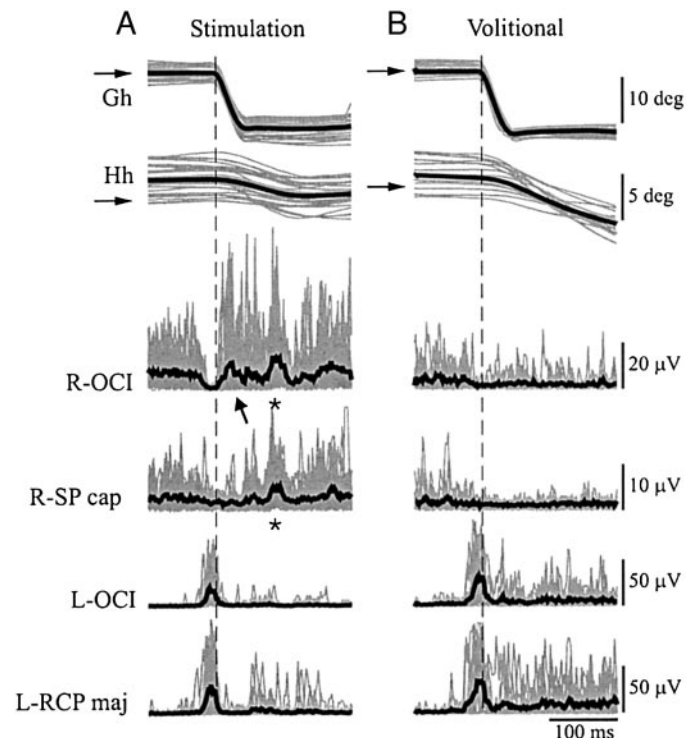 A Stimulation
B Volitional
Gh
10 deg
Hh
5 deg
R-OCI
20 µV
*
R-SP cap
10 µV
*
L-OCI
50 µV
L-RCP maj
50 µV
100 ms